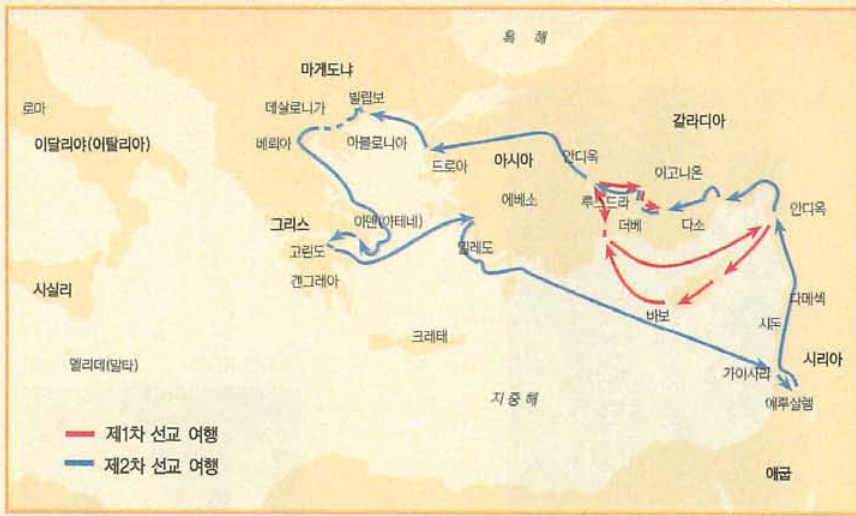 흑 해
마게도냐
빌립보
데살로니가
로마
갈라디아
이달리야(이탈리아)
베뢰아
아볼로니아
드로아
아시아
안디옥
이고니온
에베소
루스드라
안디옥
더베
다소
그리스
아덴(아테네)
고린도
밀레도
겐그레아
시실리
다메섹
바보
시돈
크레테
시리아
멜리데(말타)
가이사랴
지 중 해
예루살렘
제1차 선교 여행
제2차 선교 여행
애굽